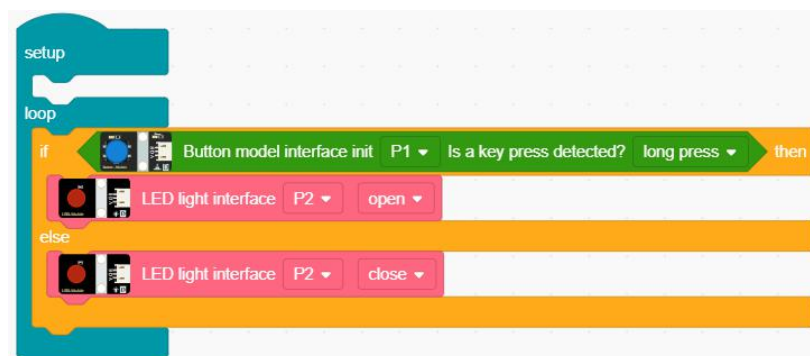 setup
loop
if Button model interface init P1 Is a key press detected? long press then
LED light interface P2 open
else
LED light interface P2 close